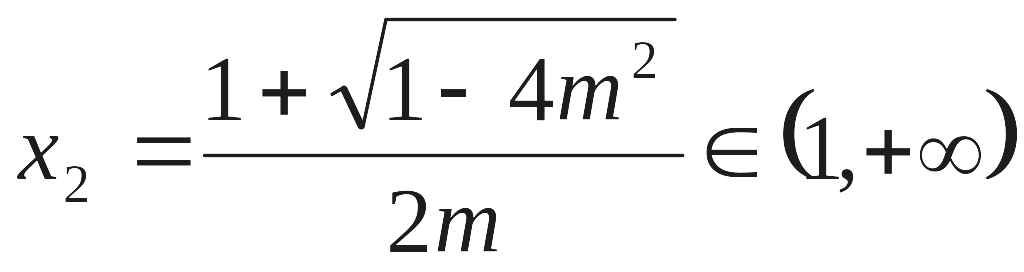 x₂ = (1 + √(1 - 4m²)) / (2m) ∈ (1, +∞)